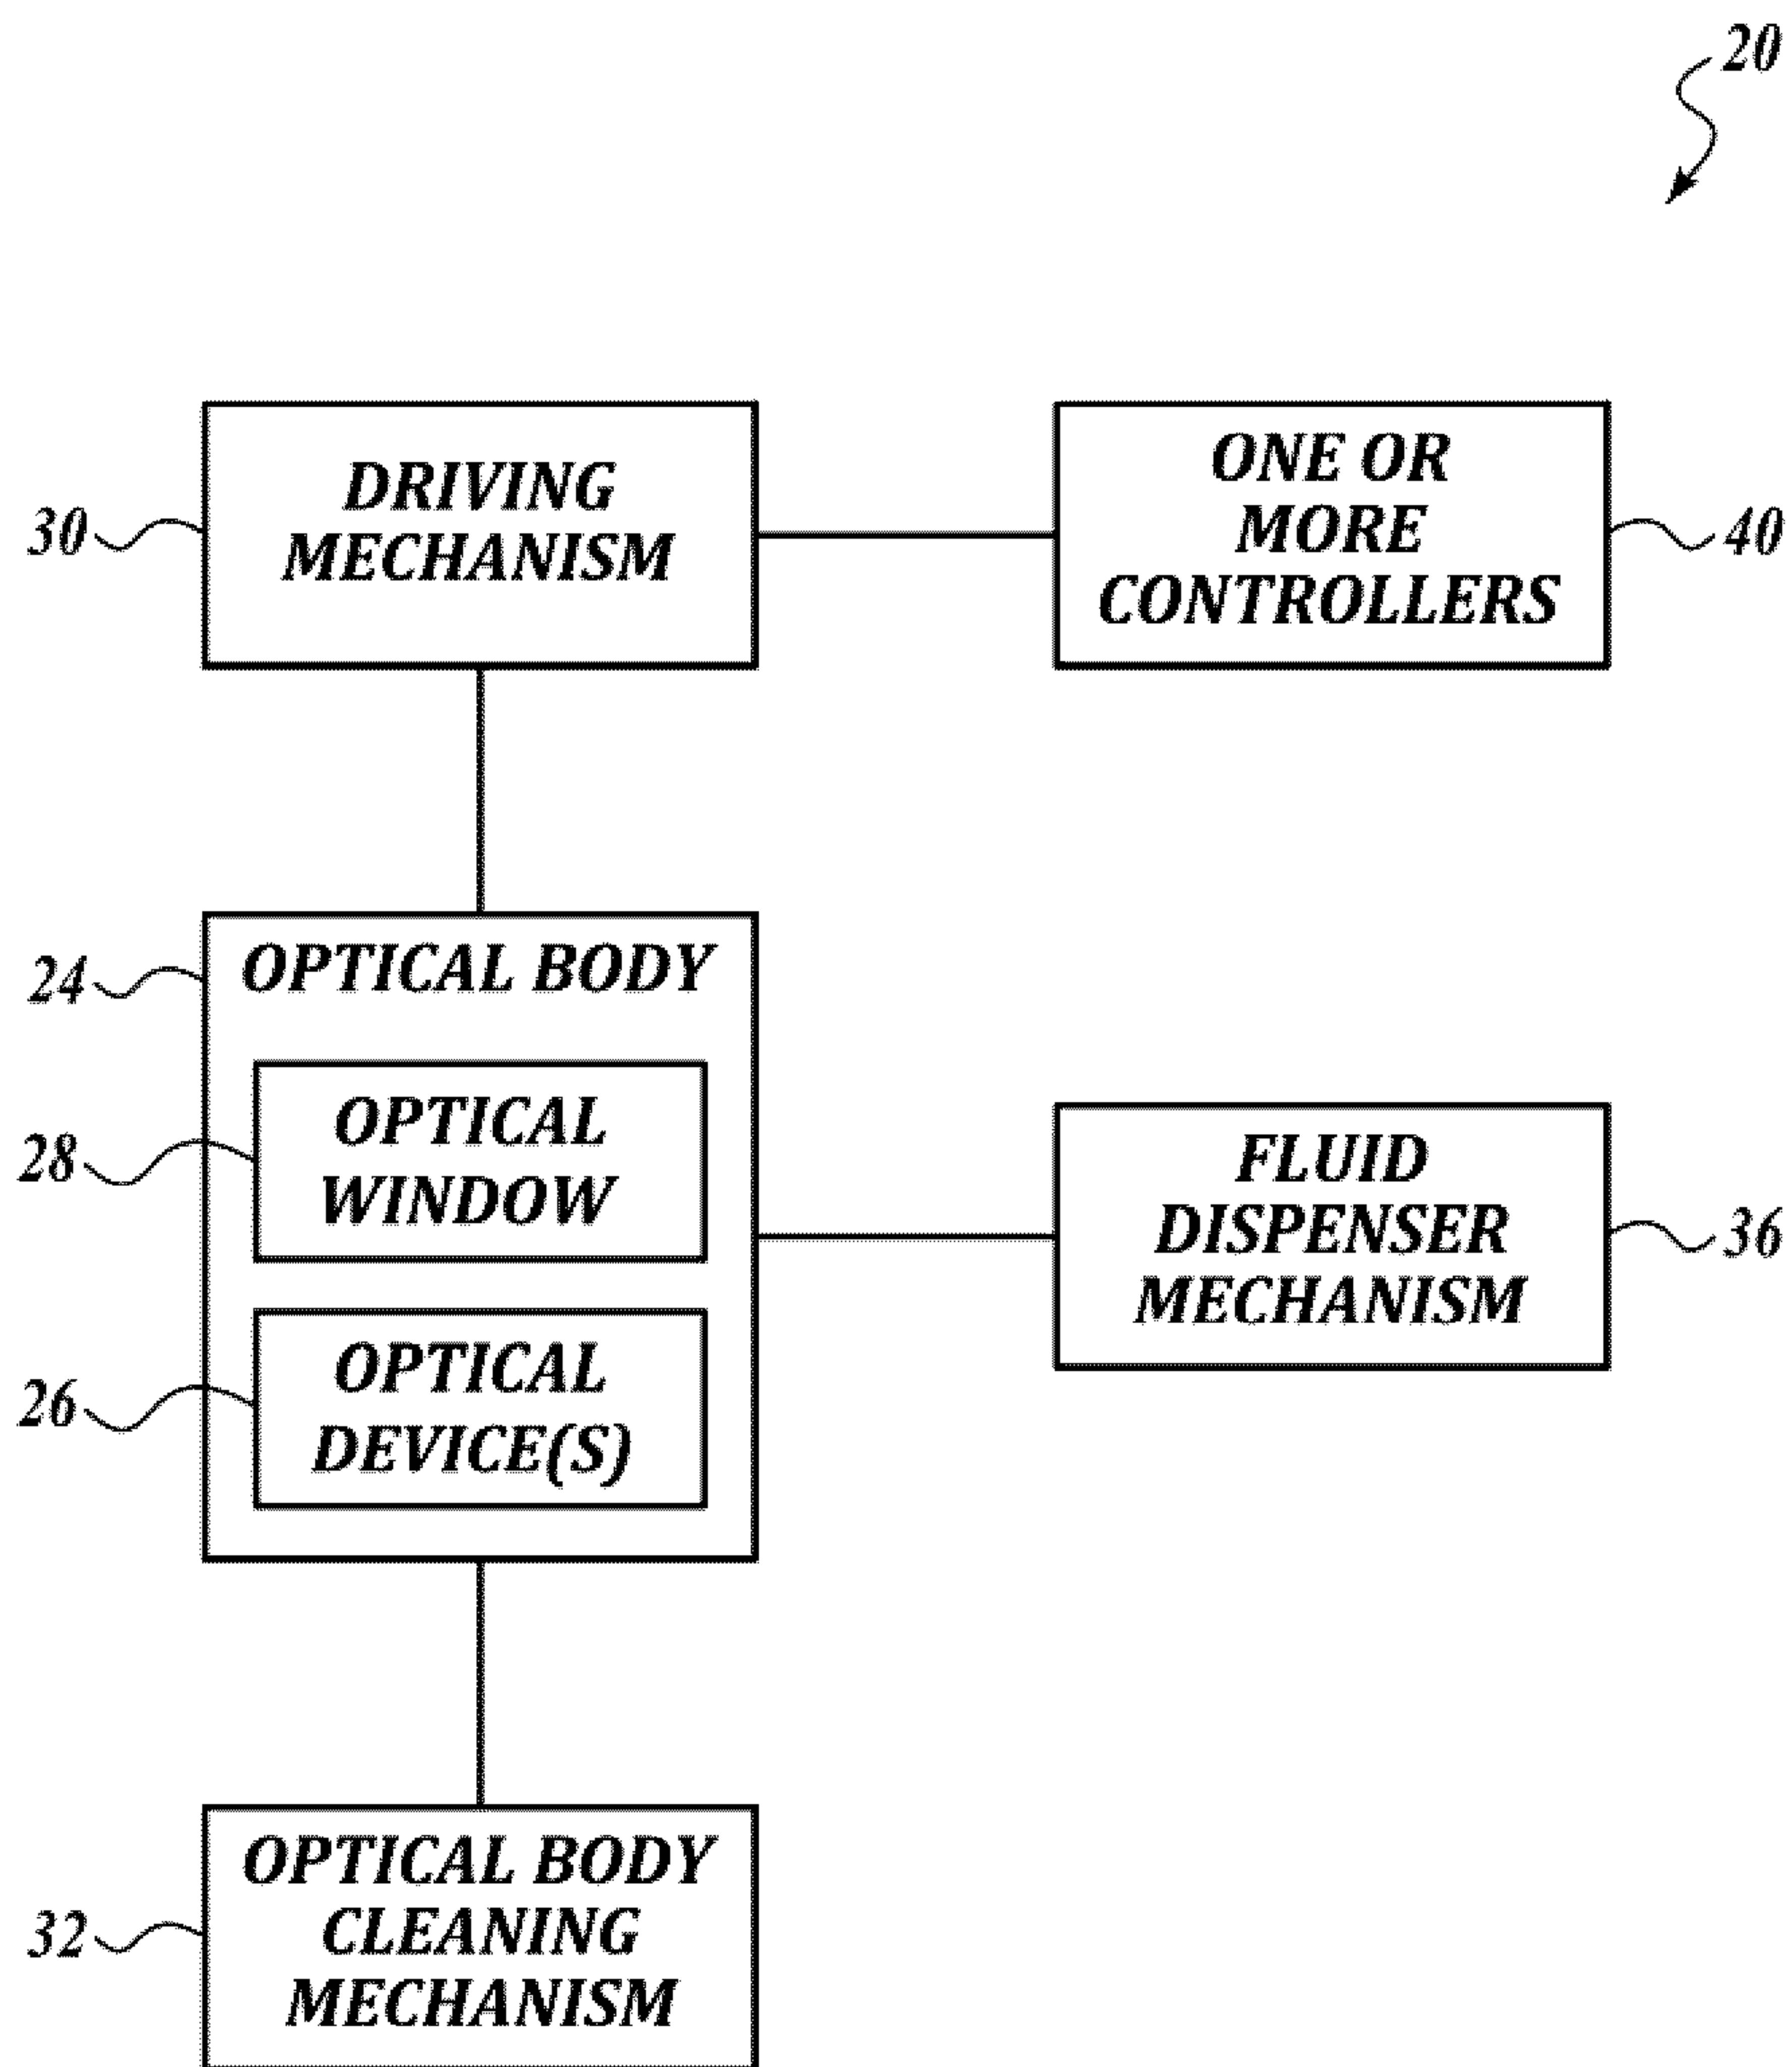 20
DRIVING
MECHANISM
30
ONE OR
MORE
CONTROLLERS
40
24
OPTICAL BODY
28
OPTICAL
WINDOW
26
OPTICAL
DEVICE(S)
FLUID
DISPENSER
MECHANISM
36
32
OPTICAL BODY
CLEANING
MECHANISM